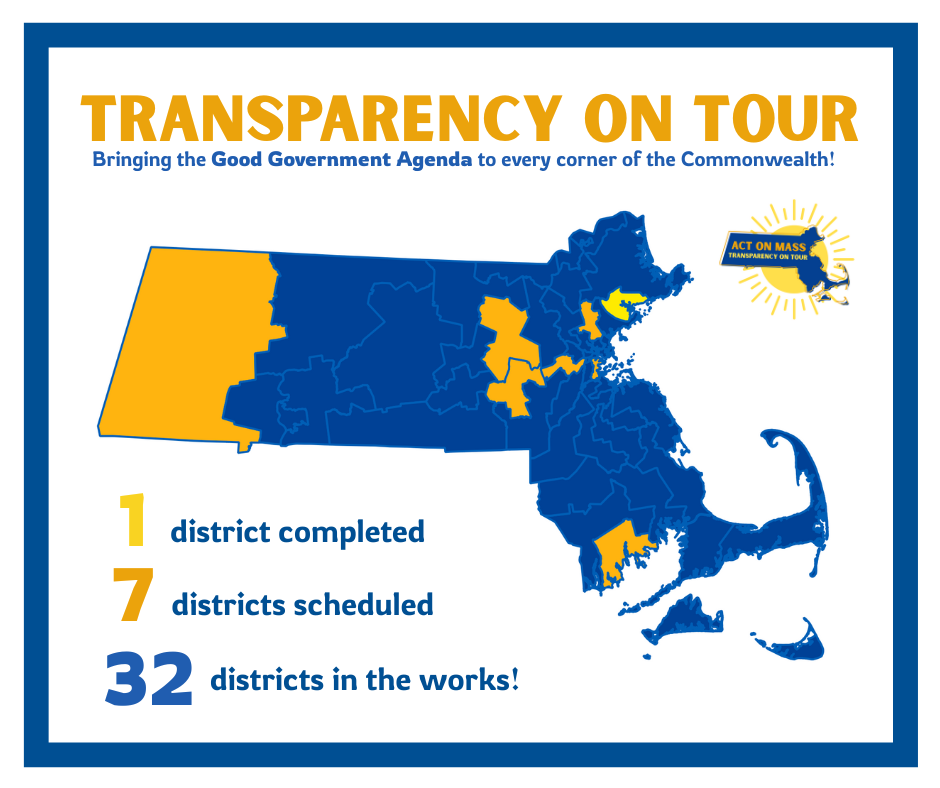 TRANSPARENCY ON TOUR
Bringing the Good Government Agenda to every corner of the Commonwealth!
ACT ON MASS
TRANSPARENCY ON TOUR
1 district completed
7 districts scheduled
32 districts in the works!